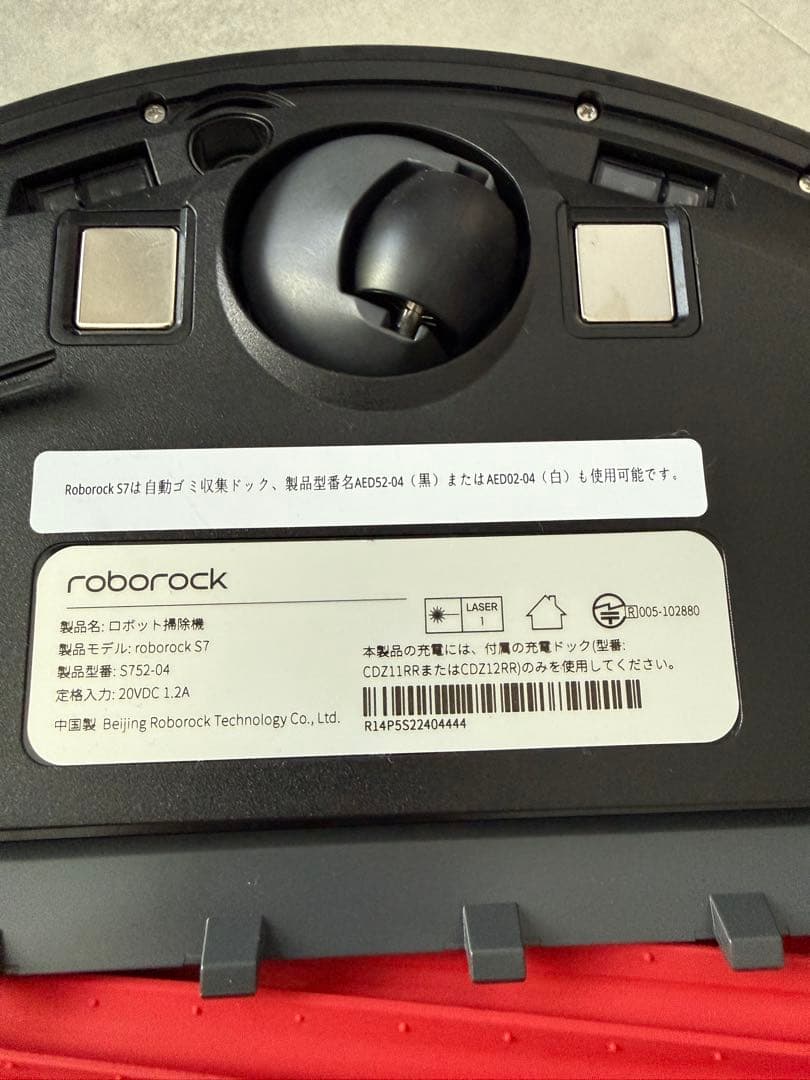 Roborock S7は自動ゴミ収集ドック、製品型番名AED52-04（黒）またはAED02-04（白）も使用可能です。
roborock
製品名: ロボット掃除機
製品モデル: roborock S7
製品型番: S752-04
定格入力: 20VDC 1.2A
中国製 Beijing Roborock Technology Co., Ltd.
LASER
1
R 005-102880
本製品の充電には、付属の充電ドック(型番:
CDZ11RRまたはCDZ12RR)のみを使用してください。
R14P5S22404444